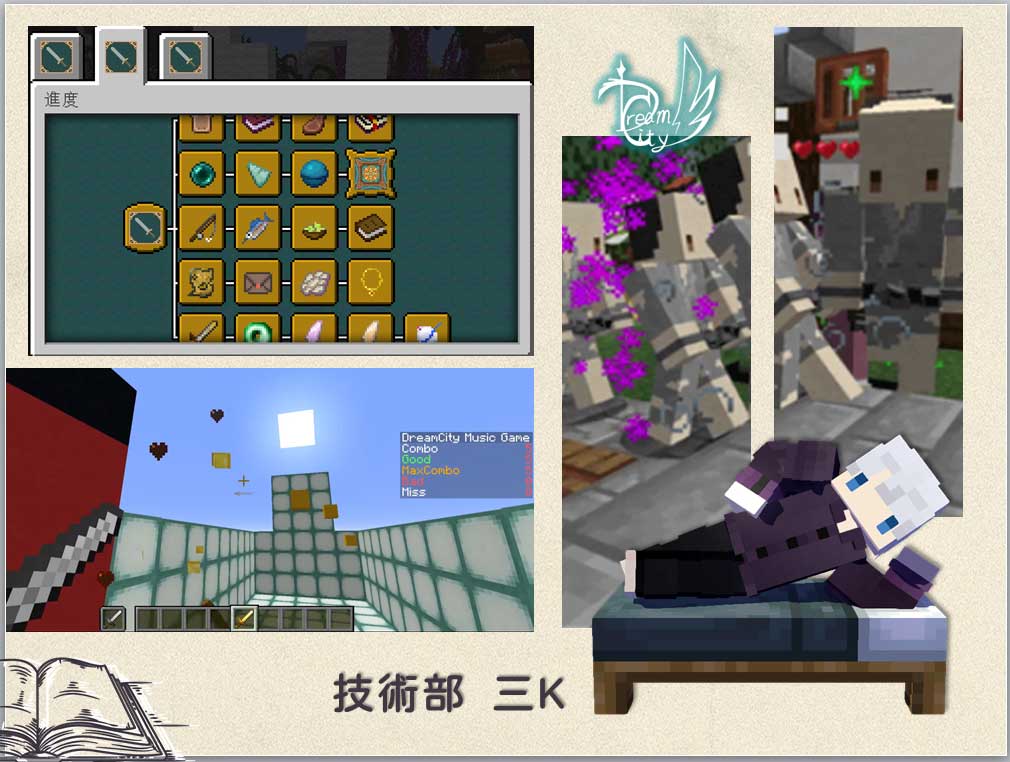 進度
Dream
City
DreamCity Music Game
Combo
Good
MaxCombo
Bad
Miss
技術部 三K